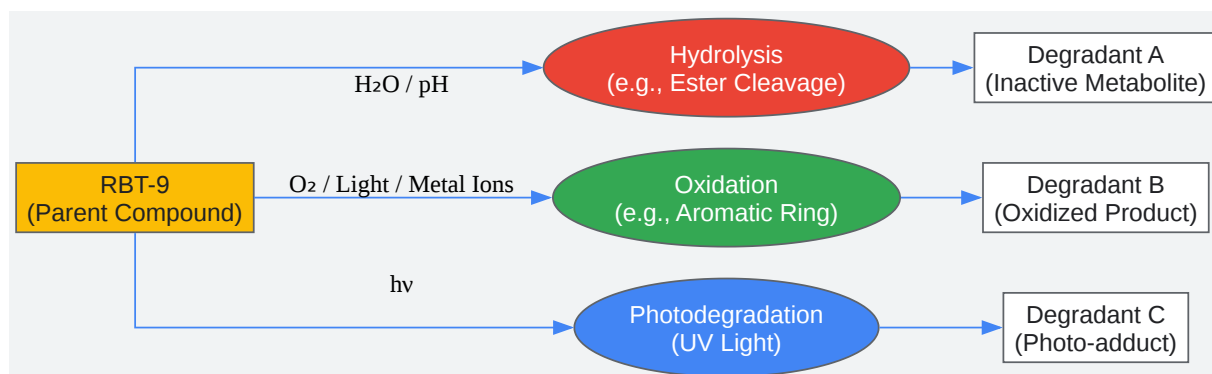 Hydrolysis
(e.g., Ester Cleavage)
Degradant A
(Inactive Metabolite)
H₂O / pH
RBT-9
(Parent Compound)
O₂ / Light / Metal Ions
Oxidation
(e.g., Aromatic Ring)
Degradant B
(Oxidized Product)
hν
Photodegradation
(UV Light)
Degradant C
(Photo-adduct)